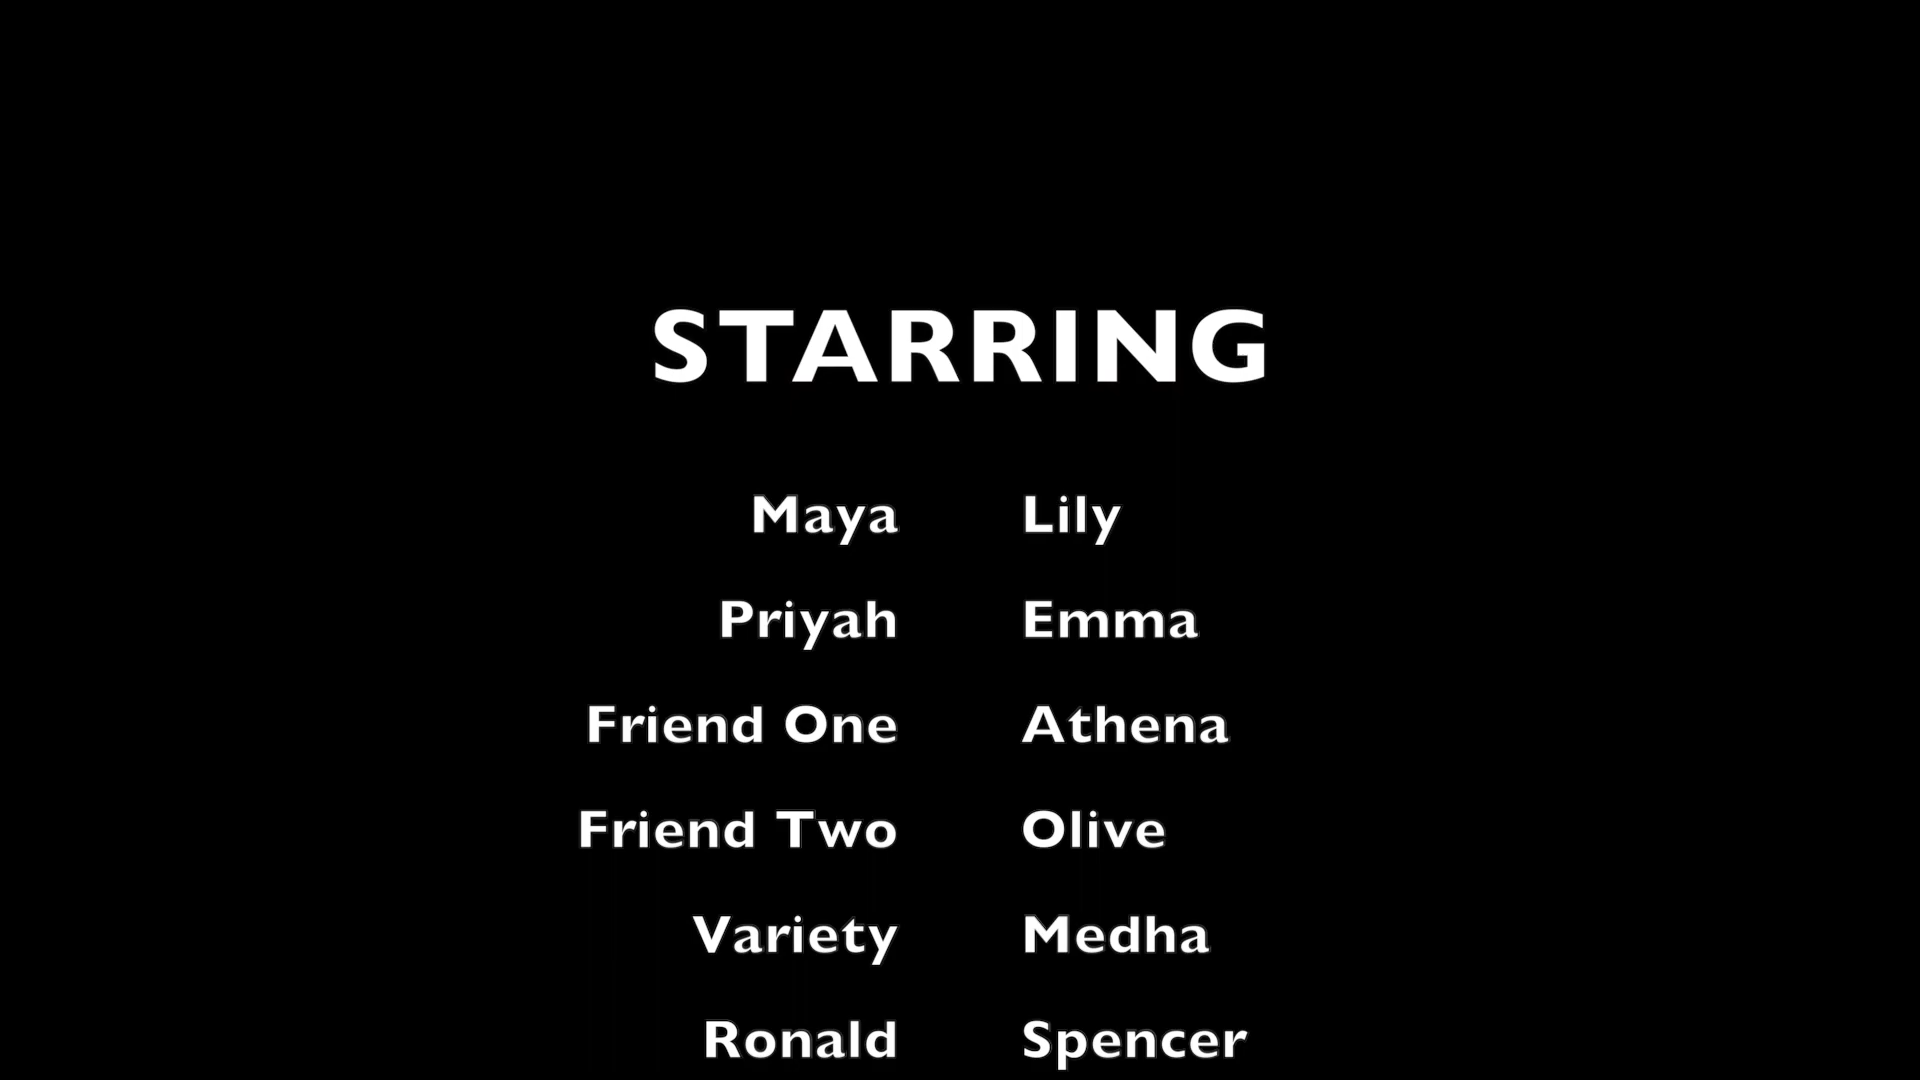 STARRING
Maya Lily
Priyah Emma
Friend One Athena
Friend Two Olive
Variety Medha
Ronald Spencer